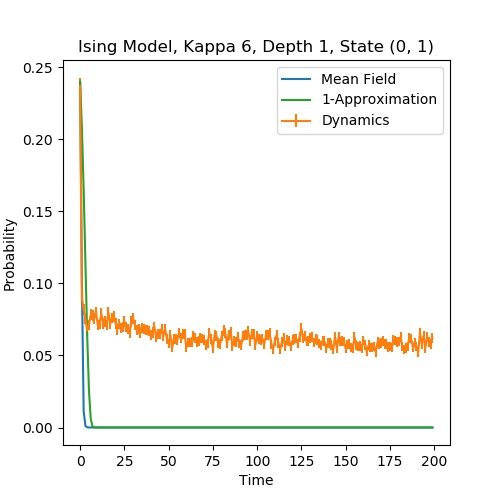 Ising Model, Kappa 6, Depth 1, State (0, 1)
Mean Field
1-Approximation
Dynamics
Probability
0.25
0.20
0.15
0.10
0.05
0.00
0 25 50 75 100 125 150 175 200
Time